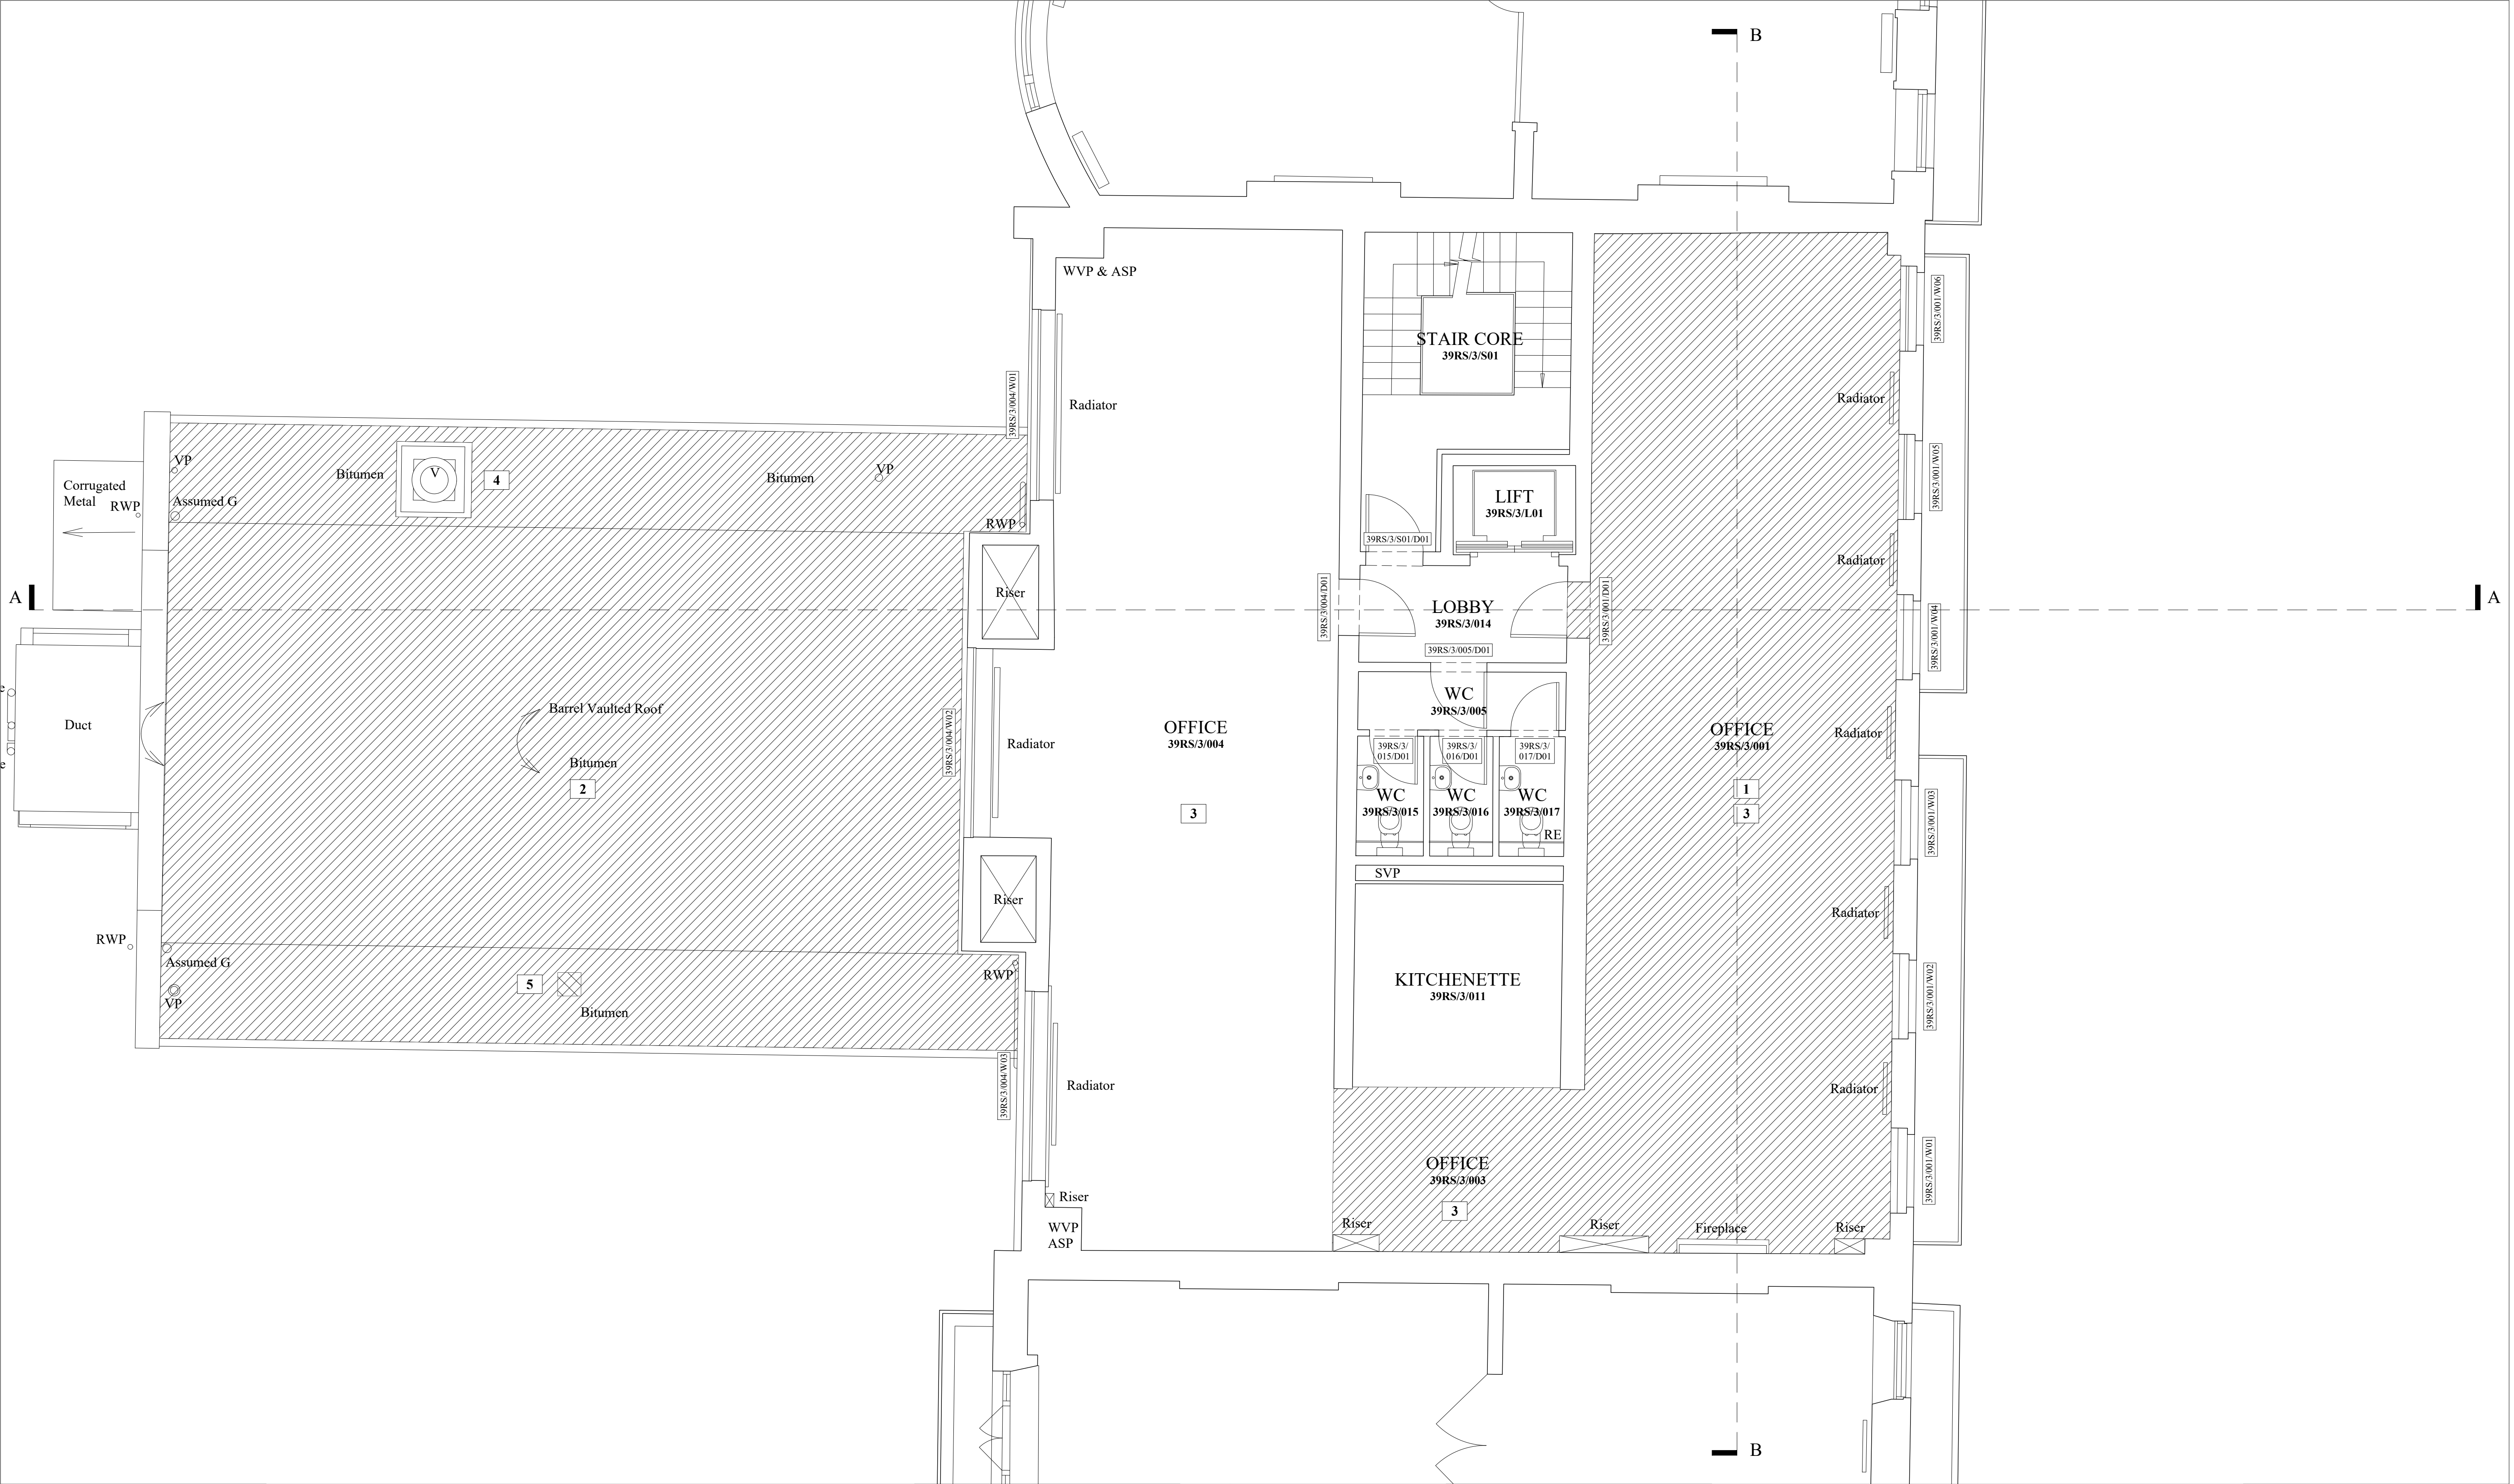 B
WVP & ASP
39RS/3/001/W06
STAIR CORE
39RS/3/S01
39RS/3/004/W01
Radiator
Radiator
VP
Bitumen
V
4
Bitumen
VP
Corrugated
Metal
RWP
Assumed G
RWP
39RS/3/001/W05
LIFT
39RS/3/L01
39RS/3/S01/D01
Radiator
A
Riser
39RS/3/004/D01
LOBBY
39RS/3/014
39RS/3/001/D01
39RS/3/001/W04
A
39RS/3/005/D01
WC
39RS/3/005
Barrel Vaulted Roof
Duct
39RS/3/004/W02
Radiator
OFFICE
39RS/3/004
OFFICE
39RS/3/001
Radiator
39RS/3/
015/D01
39RS/3/
016/D01
39RS/3/
017/D01
Bitumen
2
1
3
3
WC
39RS/3/015
WC
39RS/3/016
WC
39RS/3/017
RE
39RS/3/001/W03
SVP
Riser
Radiator
RWP
Assumed G
VP
5
Bitumen
RWP
KITCHENETTE
39RS/3/011
39RS/3/001/W02
39RS/3/004/W03
Radiator
Radiator
OFFICE
39RS/3/003
3
39RS/3/001/W01
Riser
WVP
ASP
Riser
Riser
Fireplace
Riser
B